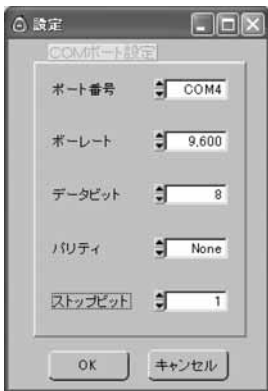 設定
COMポート設定
ポート番号 COM4
ボーレート 9,600
データビット 8
パリティ None
ストップビット 1
OK キャンセル